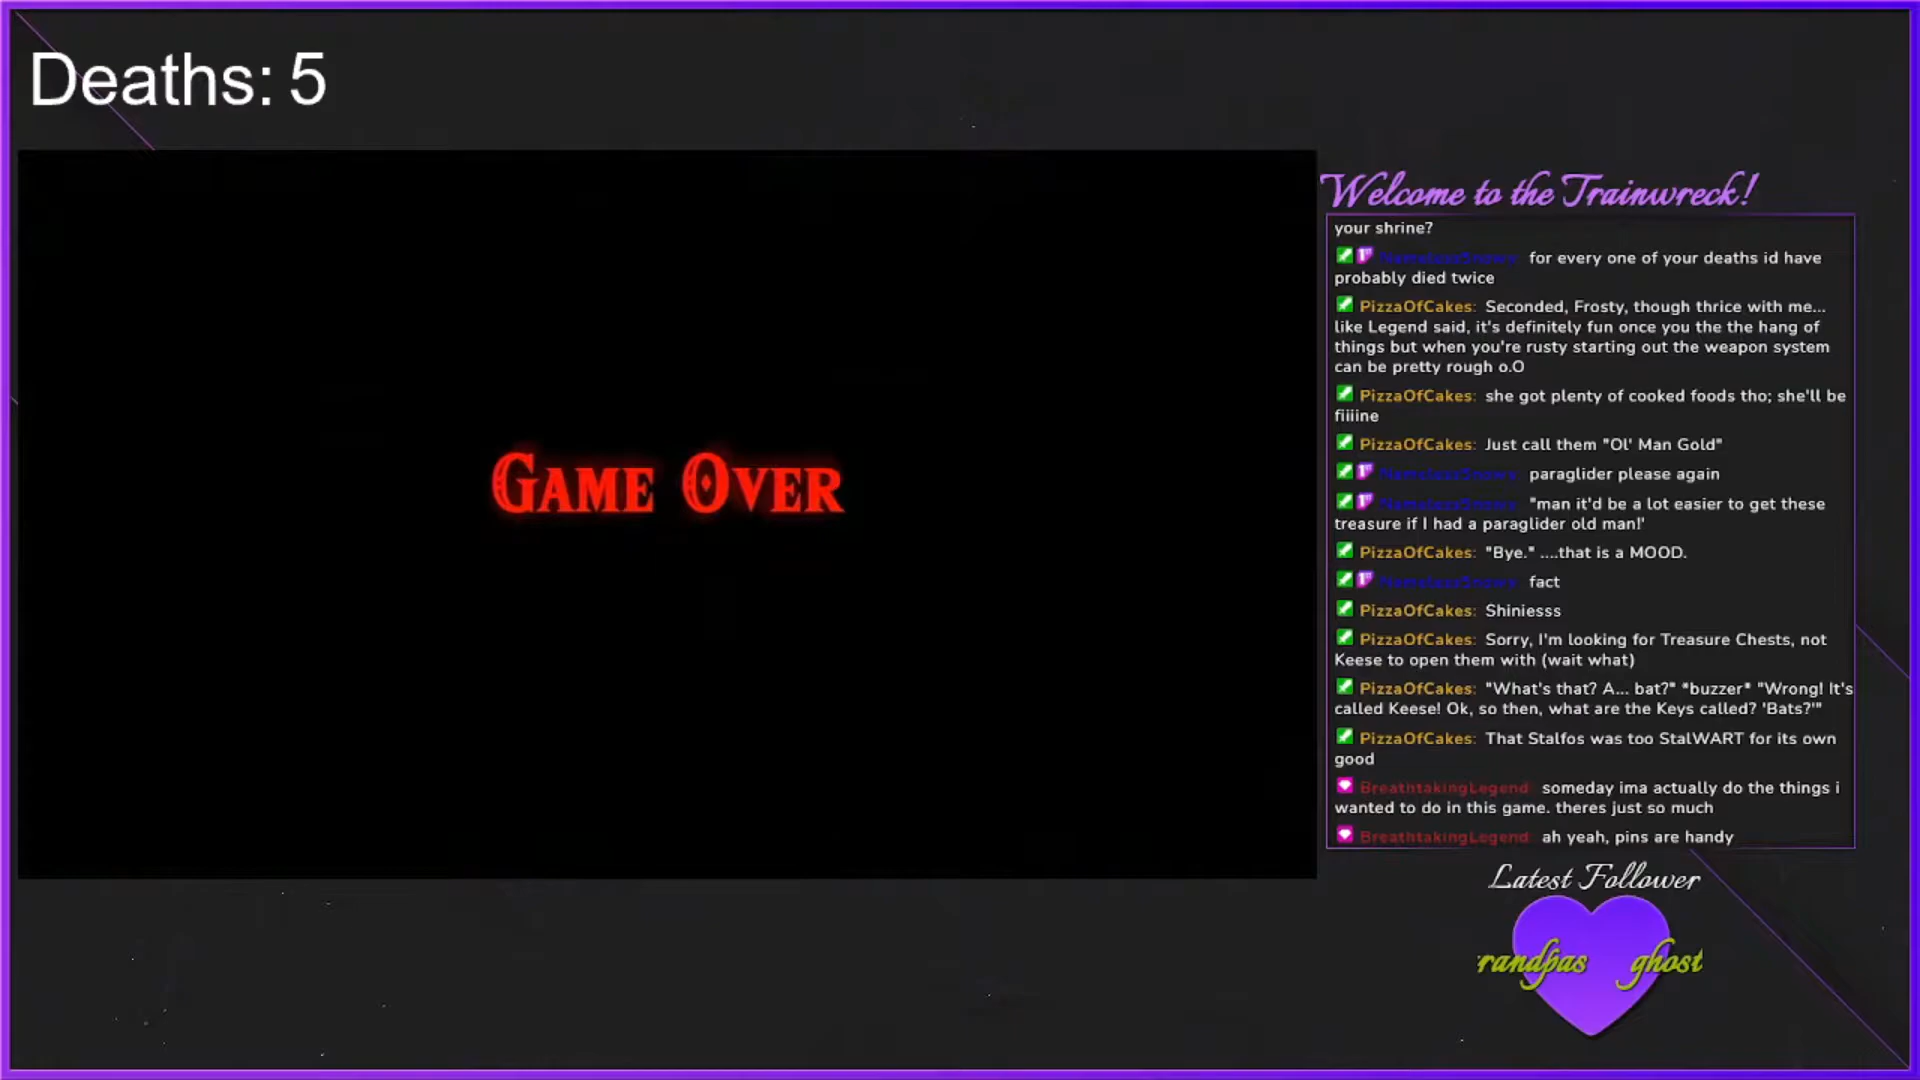 Deaths: 5
Game Over
Welcome to the Trainwreck!
your shrine?
NamelessSnowy: for every one of your deaths id have
probably died twice
PizzaOfCakes: Seconded, Frosty, though thrice with me...
like Legend said, it's definitely fun once you the the hang of
things but when you're rusty starting out the weapon system
can be pretty rough o.O
PizzaOfCakes: she got plenty of cooked foods tho; she'll be
fiiiine
PizzaOfCakes: Just call them "Ol' Man Gold"
NamelessSnowy: paraglider please again
NamelessSnowy: "man it'd be a lot easier to get these
treasure if I had a paraglider old man!'
PizzaOfCakes: "Bye." ....that is a MOOD.
NamelessSnowy: fact
PizzaOfCakes: Shiniesss
PizzaOfCakes: Sorry, I'm looking for Treasure Chests, not
Keese to open them with (wait what)
PizzaOfCakes: "What's that? A... bat?" *buzzer* "Wrong! It's
called Keese! Ok, so then, what are the Keys called? 'Bats?'"
PizzaOfCakes: That Stalfos was too StalWART for its own
good
BreathtakingLegend: someday ima actually do the things i
wanted to do in this game. theres just so much
BreathtakingLegend: ah yeah, pins are handy
Latest Follower
randpas ghost